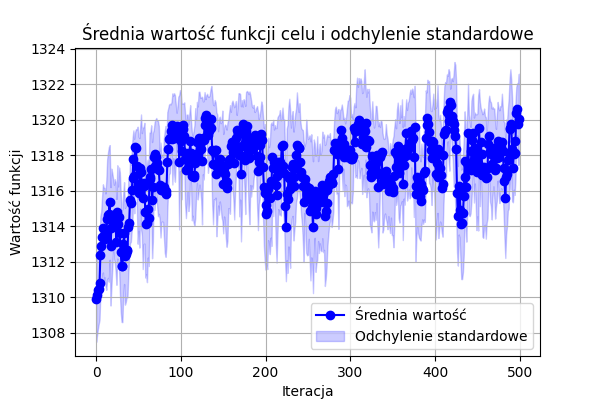 Średnia wartość funkcji celu i odchylenie standardowe
1324
1322
1320
1318
1316
1314
1312
1310
1308
Wartość funkcji
0 100 200 300 400 500
Iteracja
Średnia wartość
Odchylenie standardowe